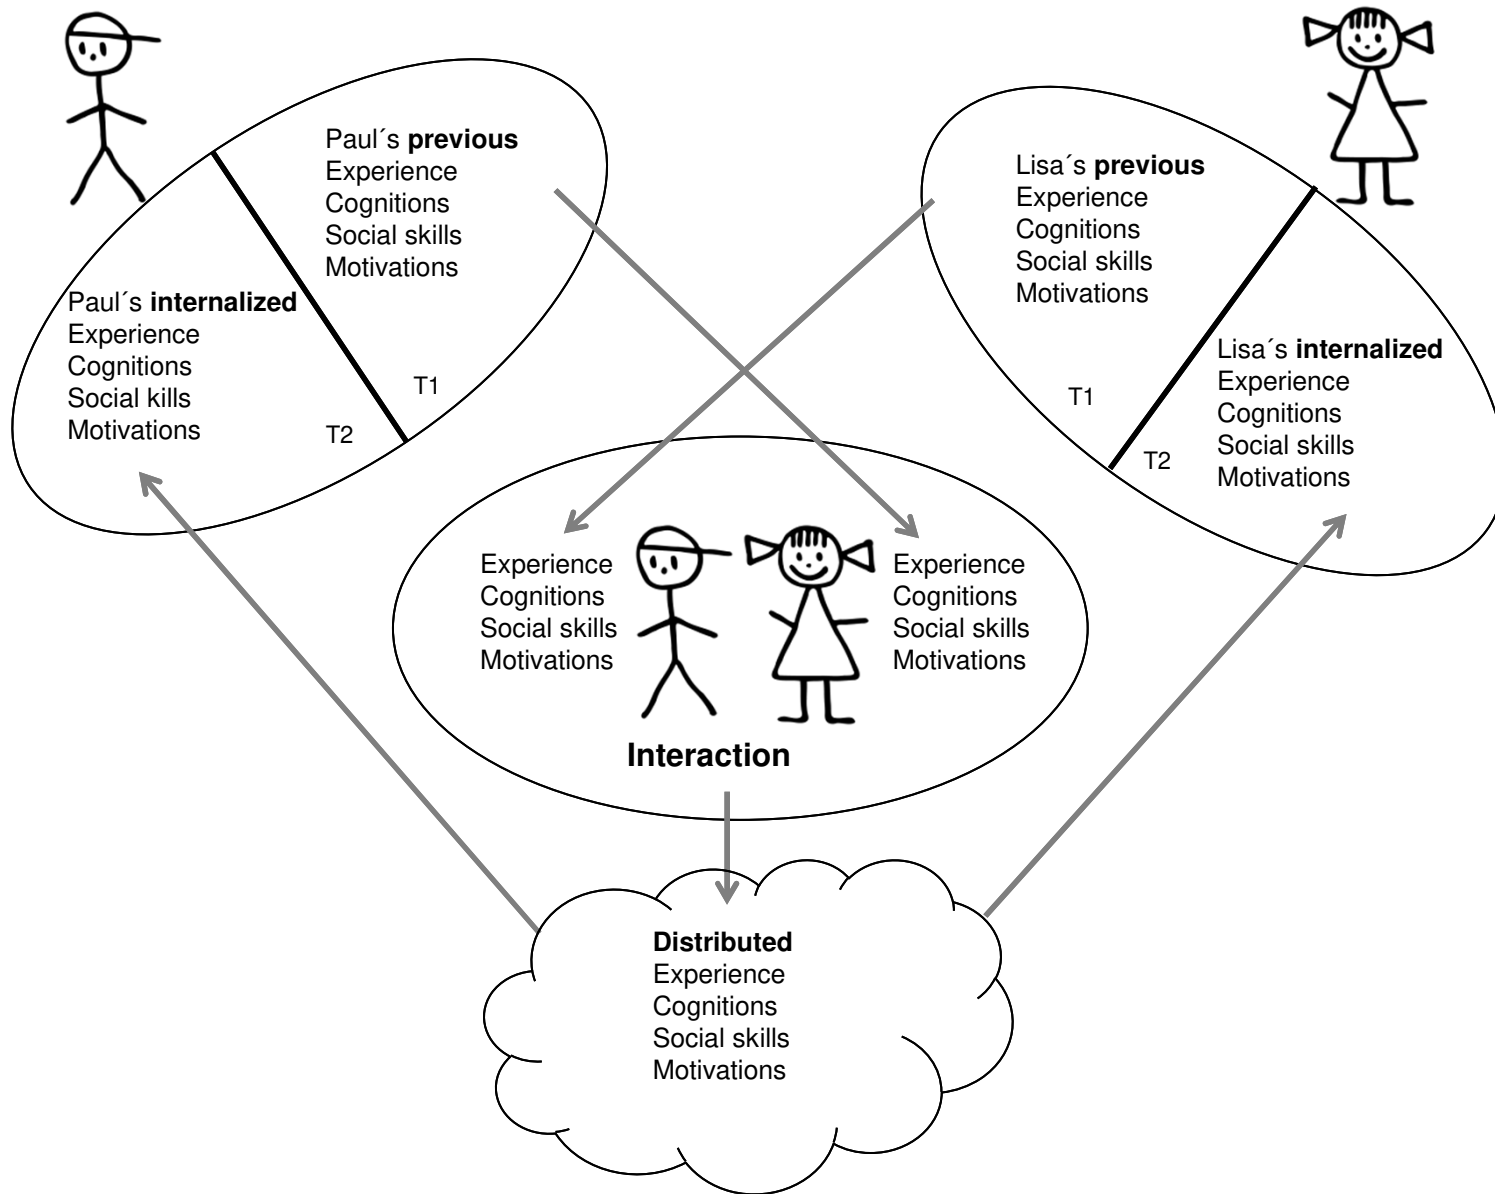 Paul´s previous
Experience
Cognitions
Social skills
Motivations
T1
Paul´s internalized
Experience
Cognitions
Social kills
Motivations
T2
Lisa´s previous
Experience
Cognitions
Social skills
Motivations
T1
Lisa´s internalized
Experience
Cognitions
Social skills
Motivations
T2
Experience
Cognitions
Social skills
Motivations
Experience
Cognitions
Social skills
Motivations
Interaction
Distributed
Experience
Cognitions
Social skills
Motivations